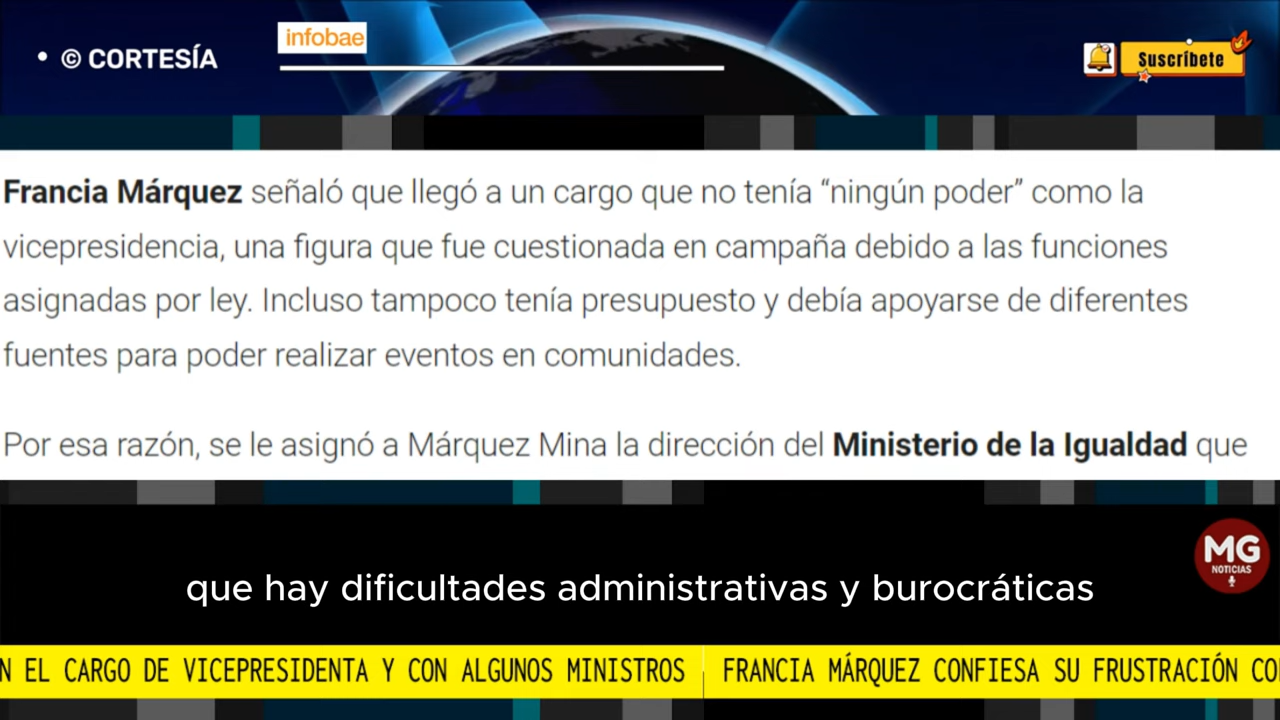 • © CORTESÍA
infobae
Suscríbete
Francia Márquez señaló que llegó a un cargo que no tenía “ningún poder” como la
vicepresidencia, una figura que fue cuestionada en campaña debido a las funciones
asignadas por ley. Incluso tampoco tenía presupuesto y debía apoyarse de diferentes
fuentes para poder realizar eventos en comunidades.
Por esa razón, se le asignó a Márquez Mina la dirección del Ministerio de la Igualdad que
MG
NOTICIAS
que hay dificultades administrativas y burocráticas
N EL CARGO DE VICEPRESIDENTA Y CON ALGUNOS MINISTROS FRANCIA MÁRQUEZ CONFIESA SU FRUSTRACIÓN CO